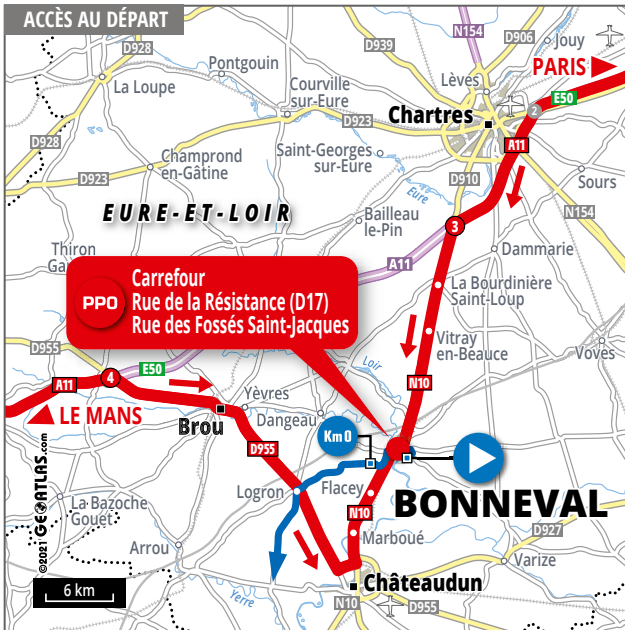 ACCÈS AU DÉPART
N154
D906
Jouy
D928
D939
Pontgouin
PARIS
La Loupe
Lèves
Courville
sur-Eure
E50
2
Chartres
D923
D928
A11
Saint-Georges
sur-Eure
Champrond
en-Gâtine
D923
D910
Sours
Eure
EURE-ET-LOIR
Bailleau
le-Pin
N154
3
Thiron
Ga
Dammarie
A11
PPO
Carrefour
Rue de la Résistance (D17)
Rue des Fossés Saint-Jacques
La Bourdinière
Saint-Loup
Vitray
en-Beauce
D955
Voves
Loir
E50
4
A11
N10
Yèvres
LE MANS
Brou
Dangeau
Km 0
D955
Logron
Flacey
BONNEVAL
La Bazoche
Gouet
N10
D927
Marboué
Arrou
Varize
Châteaudun
6 km
Yerre
N10
D955
©2021 GEOATLAS.com